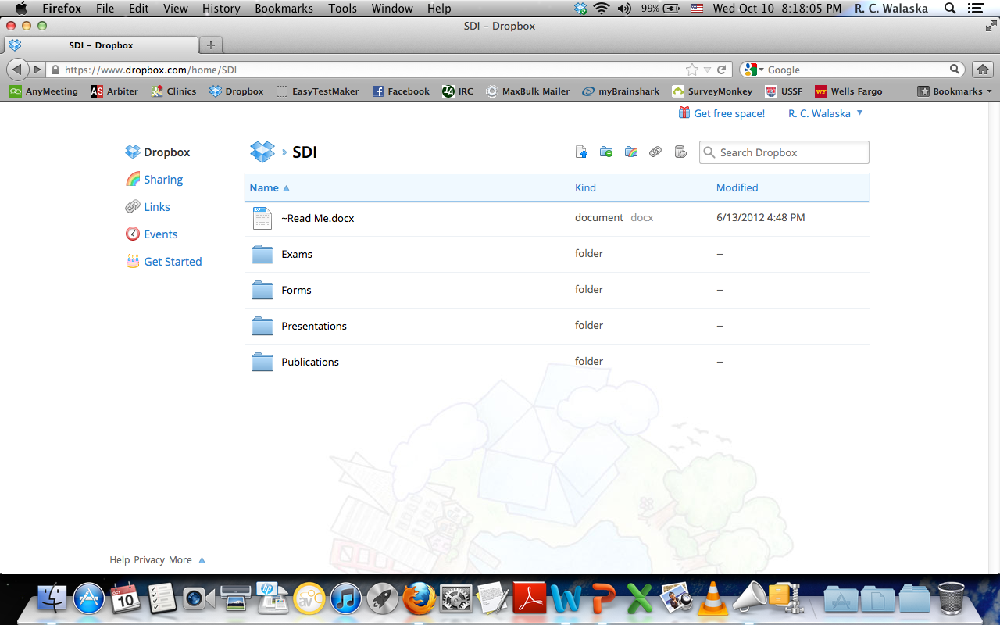 Firefox File Edit View History Bookmarks Tools Window Help 99% Wed Oct 10 8:18:05 PM R. C. Walaska
SDI – Dropbox
SDI – Dropbox
https://www.dropbox.com/home/SDI Google
AnyMeeting Arbiter Clinics Dropbox EasyTestMaker Facebook IRC MaxBulk Mailer myBrainshark SurveyMonkey USSF Wells Fargo Bookmarks
Get free space! R. C. Walaska
Dropbox SDI Search Dropbox
Sharing
Links
Events
Get Started
Name Kind Modified
~Read Me.docx document docx 6/13/2012 4:48 PM
Exams folder --
Forms folder --
Presentations folder --
Publications folder --
Help Privacy More
OCT 10 hp av